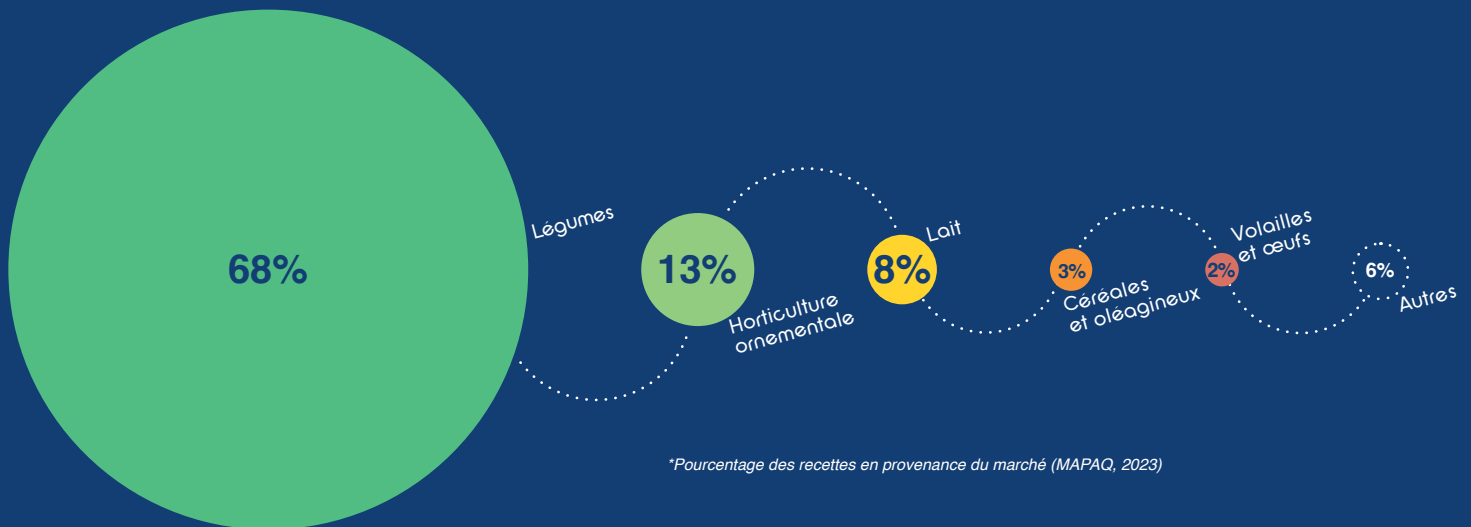 68%
Légumes
13%
Horticulture
ornementale
8%
Lait
3%
Céréales
et oléagineux
2%
Volailles
et œufs
6%
Autres
*Pourcentage des recettes en provenance du marché (MAPAQ, 2023)